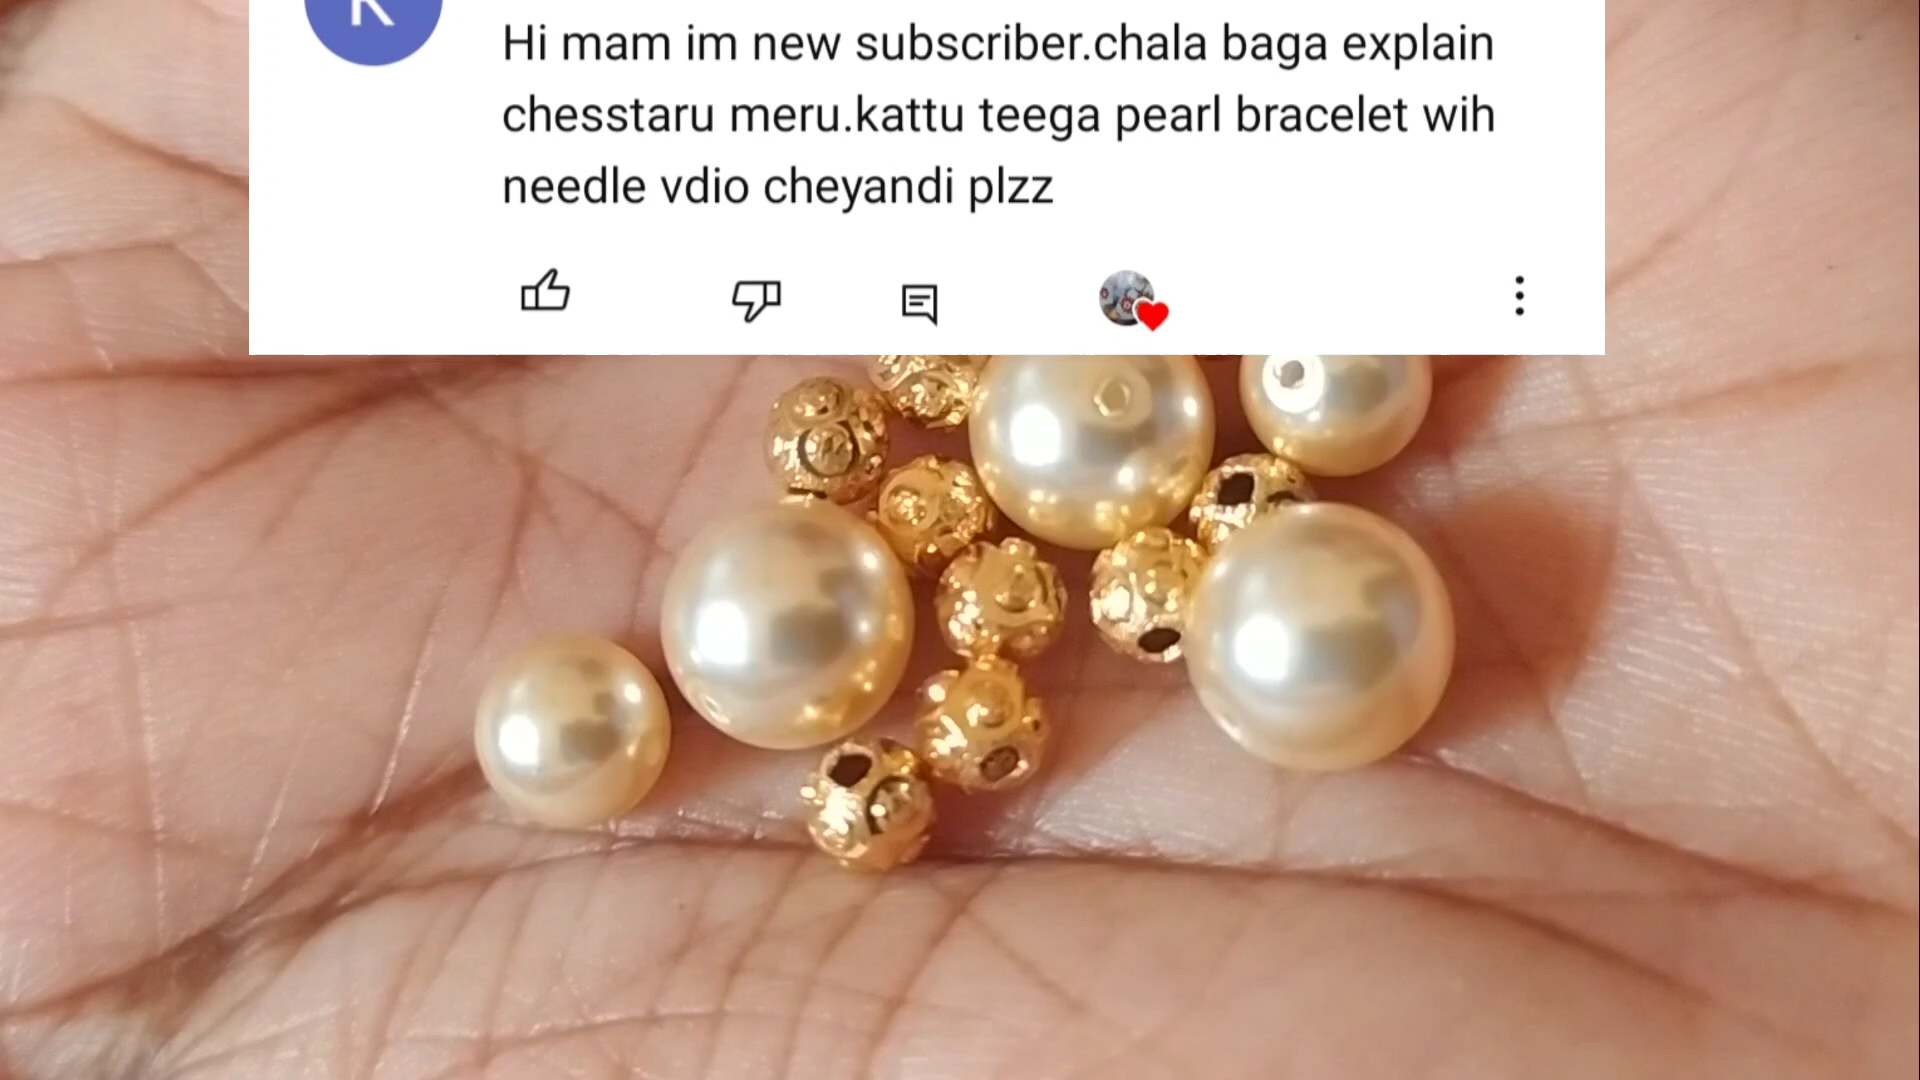 K
Hi mam im new subscriber.chala baga explain
chesstaru meru.kattu teega pearl bracelet wih
needle vdio cheyandi plzz